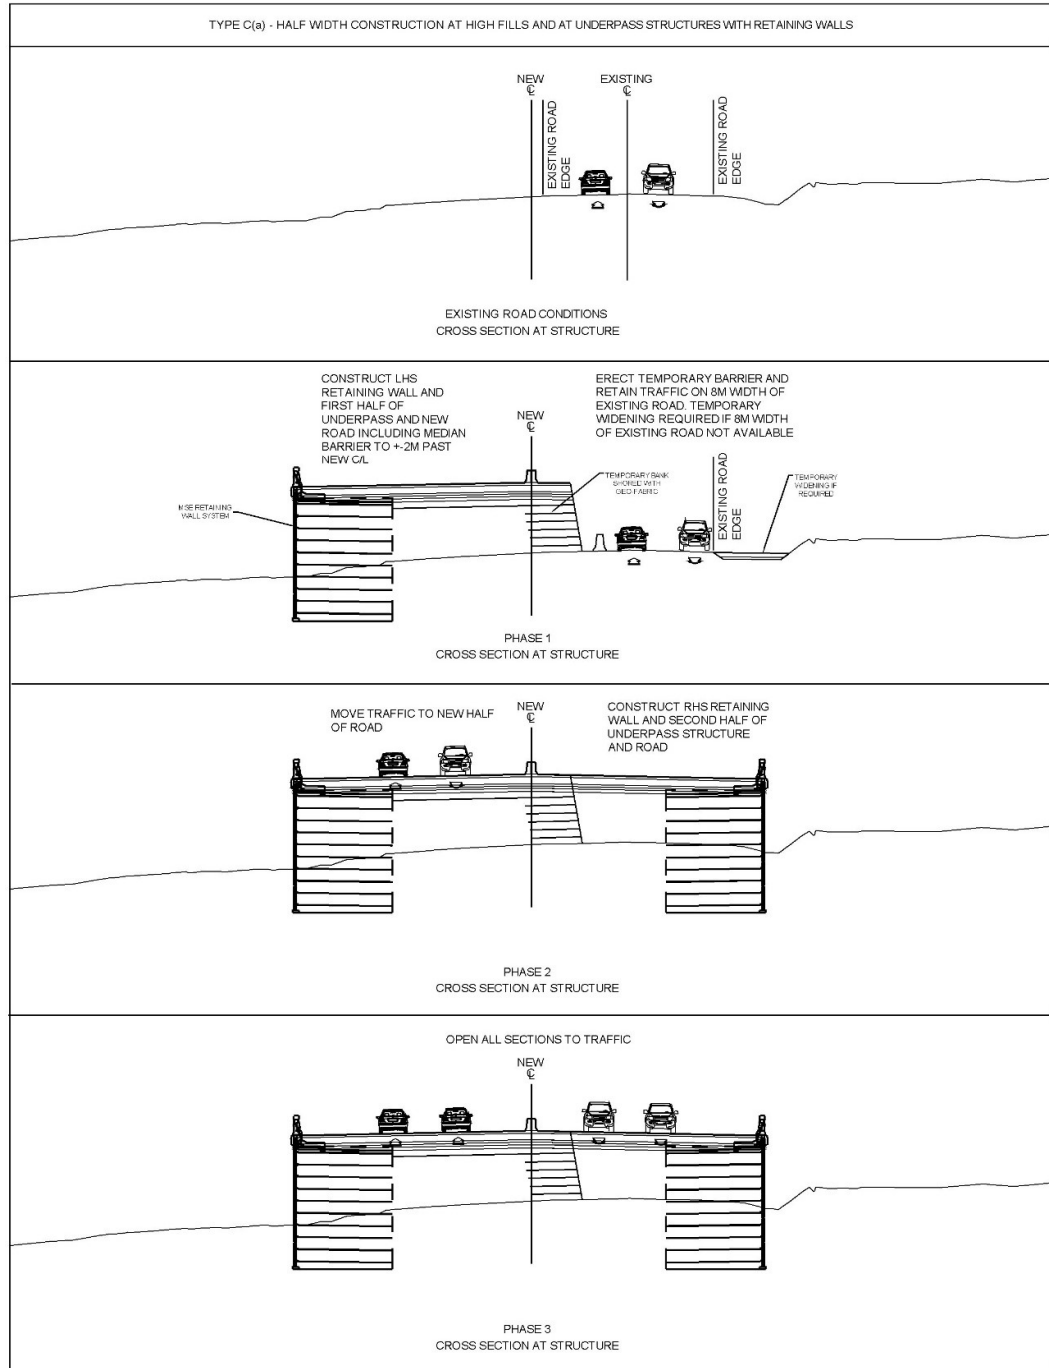 TYPE C(a) - HALF WIDTH CONSTRUCTION AT HIGH FILLS AND AT UNDERPASS STRUCTURES WITH RETAINING WALLS
NEW
℄
EXISTING
℄
EXISTING ROAD
EDGE
EXISTING ROAD
EDGE
EXISTING ROAD CONDITIONS
CROSS SECTION AT STRUCTURE
CONSTRUCT LHS
RETAINING WALL AND
FIRST HALF OF
UNDERPASS AND NEW
ROAD INCLUDING MEDIAN
BARRIER TO +-2M PAST
NEW C/L
NEW
℄
ERECT TEMPORARY BARRIER AND
RETAIN TRAFFIC ON 8M WIDTH OF
EXISTING ROAD. TEMPORARY
WIDENING REQUIRED IF 8M WIDTH
OF EXISTING ROAD NOT AVAILABLE
MSE RETAINING
WALL SYSTEM
TEMPORARY BANK
SHORED WITH
GEO-FABRIC
EXISTING ROAD
EDGE
TEMPORARY
WIDENING IF
REQUIRED
PHASE 1
CROSS SECTION AT STRUCTURE
MOVE TRAFFIC TO NEW HALF
OF ROAD
NEW
℄
CONSTRUCT RHS RETAINING
WALL AND SECOND HALF OF
UNDERPASS STRUCTURE
AND ROAD
PHASE 2
CROSS SECTION AT STRUCTURE
OPEN ALL SECTIONS TO TRAFFIC
NEW
℄
PHASE 3
CROSS SECTION AT STRUCTURE